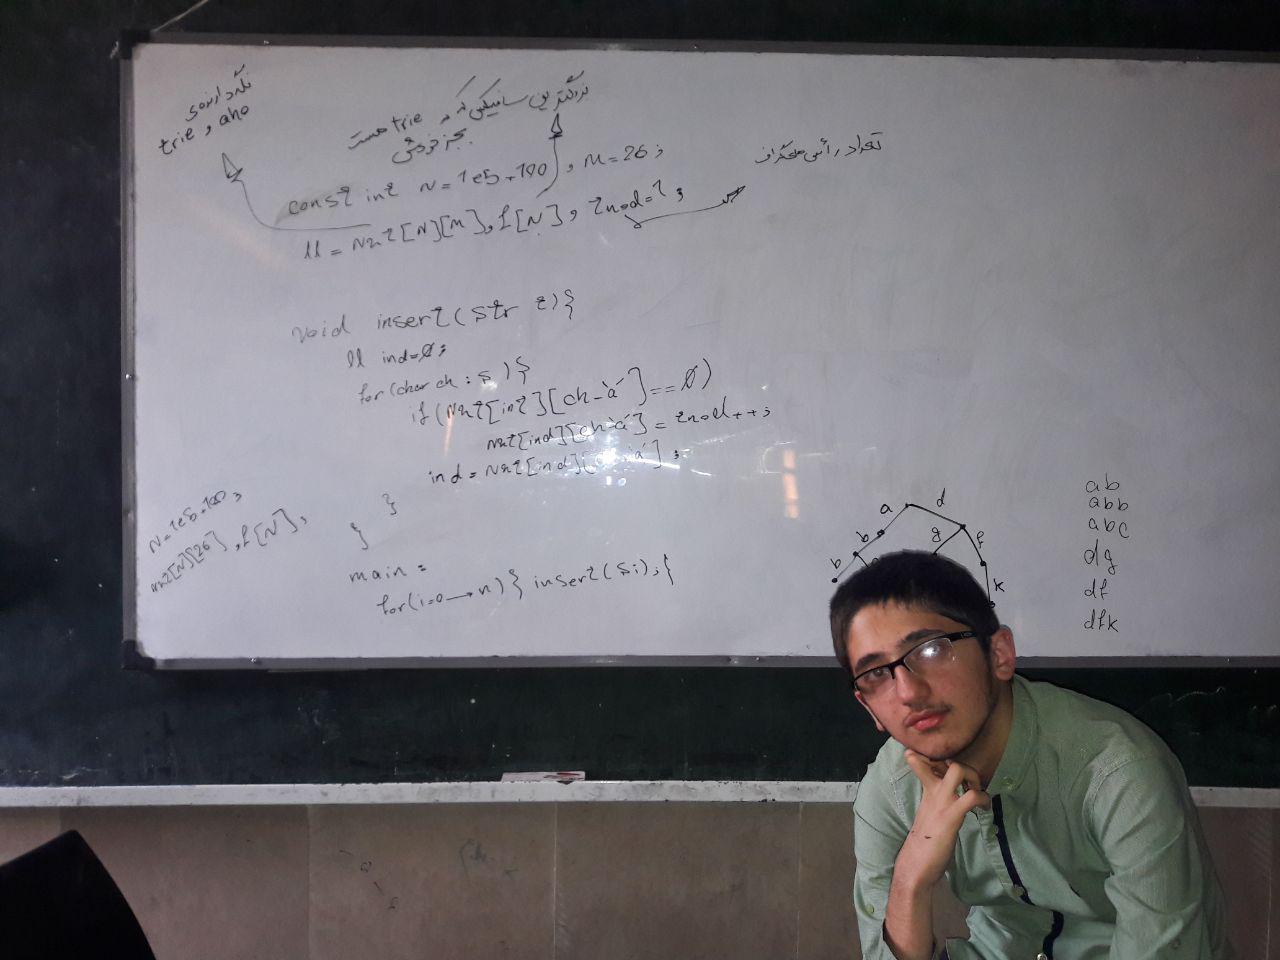 نگه دارنده‌ی
trie و aho
بزرگترین سافیکسی که در
trie هست
بجز خودش
تعداد رأس های گراف
const int N = 1e5+100, M = 26;
ll = nxt[N][M], f[N], tnod=1;
void insert(str t){
ll ind=0;
for(char ch : s){
if(nxt[int][ch-'a']==0)
nxt[ind][ch-'a'] = tnod++;
ind = nxt[ind][ch-'a'];
}
}
N=1e5+100;
nxt[N][26], f[N],
main =
for(i=0→n)} insert(si);{
a d
b g f
b k
ab
abb
abc
dg
df
dfk